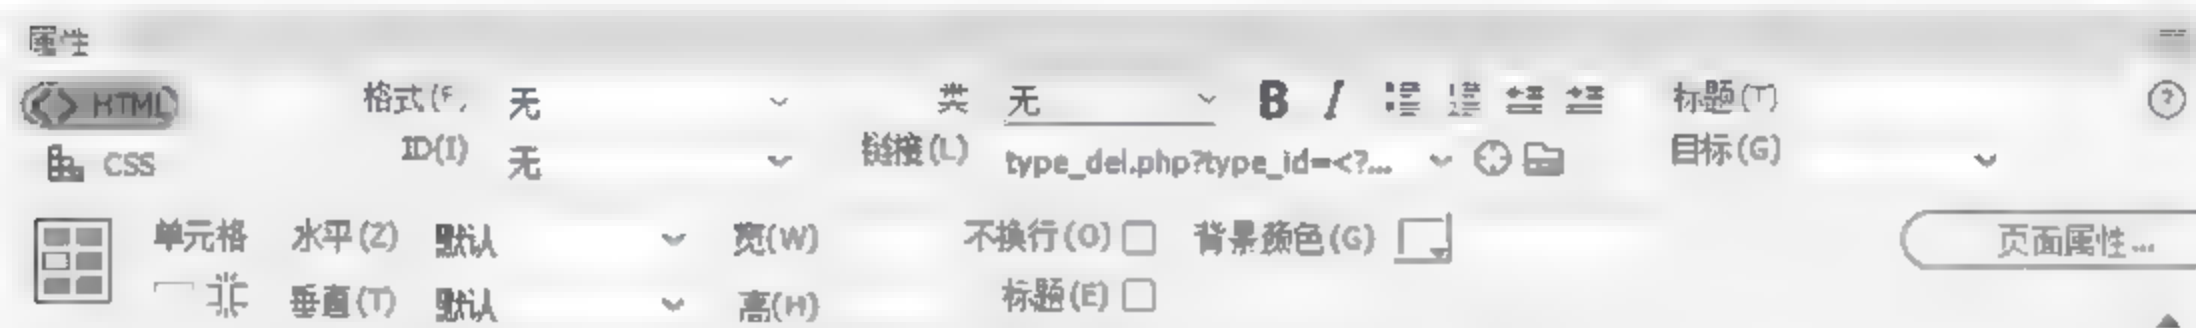 属性
HTML 格式(F) 无 类 无 B I 标题(T)
CSS ID(I) 无 链接(L) type_del.php?type_id=<?... 目标(G)
单元格 水平(Z) 默认 宽(W) 不换行(O) 背景颜色(G) 页面属性...
垂直(T) 默认 高(H) 标题(E)